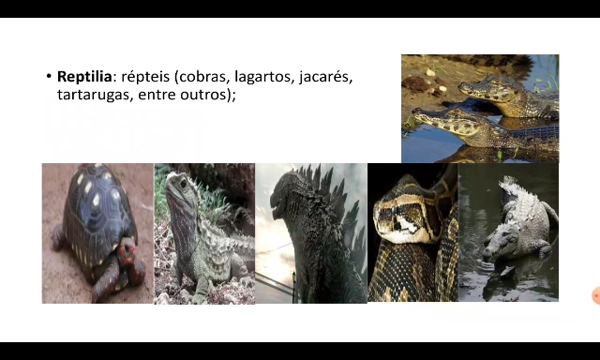 • Reptilia: répteis (cobras, lagartos, jacarés,
tartarugas, entre outros);